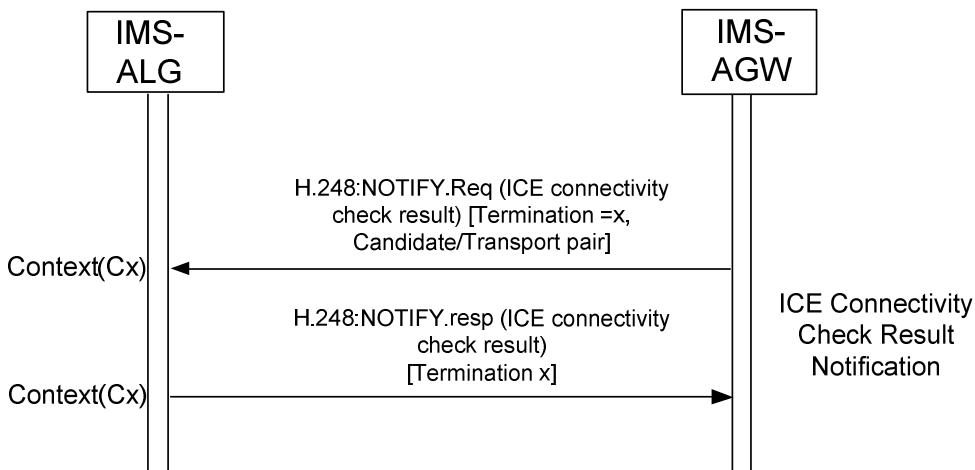 IMS-
ALG
IMS-
AGW
H.248:NOTIFY.Req (ICE connectivity
check result) [Termination =x,
Candidate/Transport pair]
Context(Cx)
H.248:NOTIFY.resp (ICE connectivity
check result)
[Termination x]
Context(Cx)
ICE Connectivity
Check Result
Notification